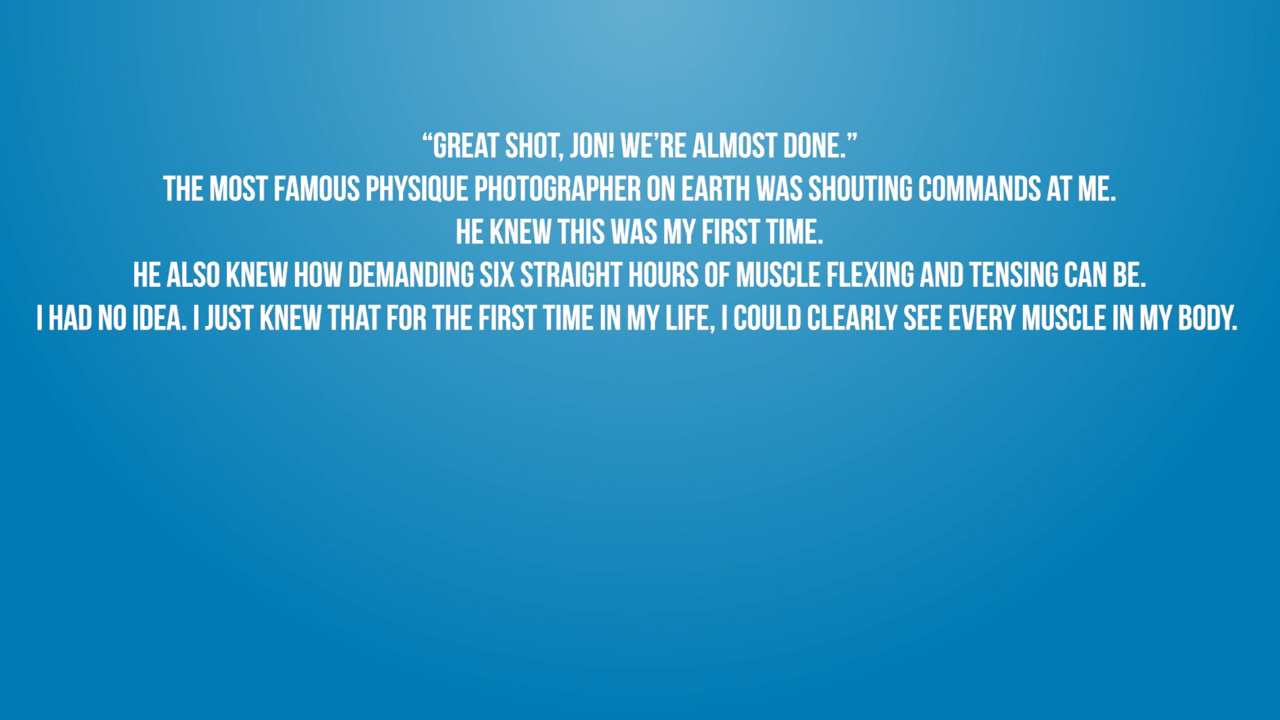 “GREAT SHOT, JON! WE’RE ALMOST DONE.”
THE MOST FAMOUS PHYSIQUE PHOTOGRAPHER ON EARTH WAS SHOUTING COMMANDS AT ME.
HE KNEW THIS WAS MY FIRST TIME.
HE ALSO KNEW HOW DEMANDING SIX STRAIGHT HOURS OF MUSCLE FLEXING AND TENSING CAN BE.
I HAD NO IDEA. I JUST KNEW THAT FOR THE FIRST TIME IN MY LIFE, I COULD CLEARLY SEE EVERY MUSCLE IN MY BODY.